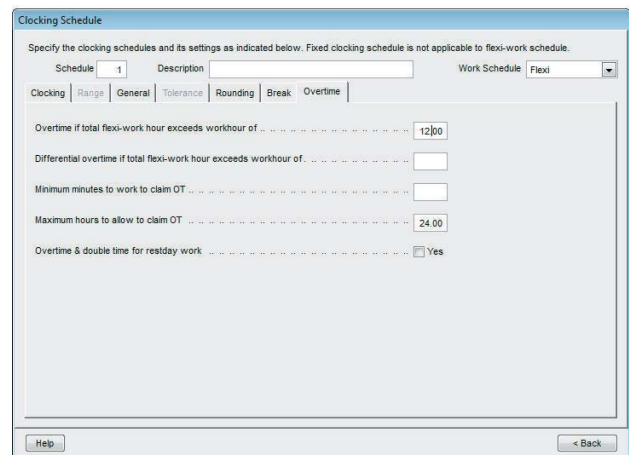 Clocking Schedule
Specify the clocking schedules and its settings as indicated below. Fixed clocking schedule is not applicable to flexi-work schedule.
Schedule 1 Description Work Schedule Flexi
Clocking Range General Tolerance Rounding Break Overtime
Overtime if total flexi-work hour exceeds workhour of .. .. .. .. .. .. .. .. .. .. .. .. .. .. .. 12.00
Differential overtime if total flexi-work hour exceeds workhour of. .. .. .. .. .. .. .. .. .. ..
Minimum minutes to work to claim OT .. .. .. .. .. .. .. .. .. .. .. .. .. .. .. .. .. .. .. ..
Maximum hours to allow to claim OT .. .. .. .. .. .. .. .. .. .. .. .. .. .. .. .. .. .. .. .. 24.00
Overtime & double time for restday work .. .. .. .. .. .. .. .. .. .. .. .. .. .. .. .. .. .. Yes
Help < Back